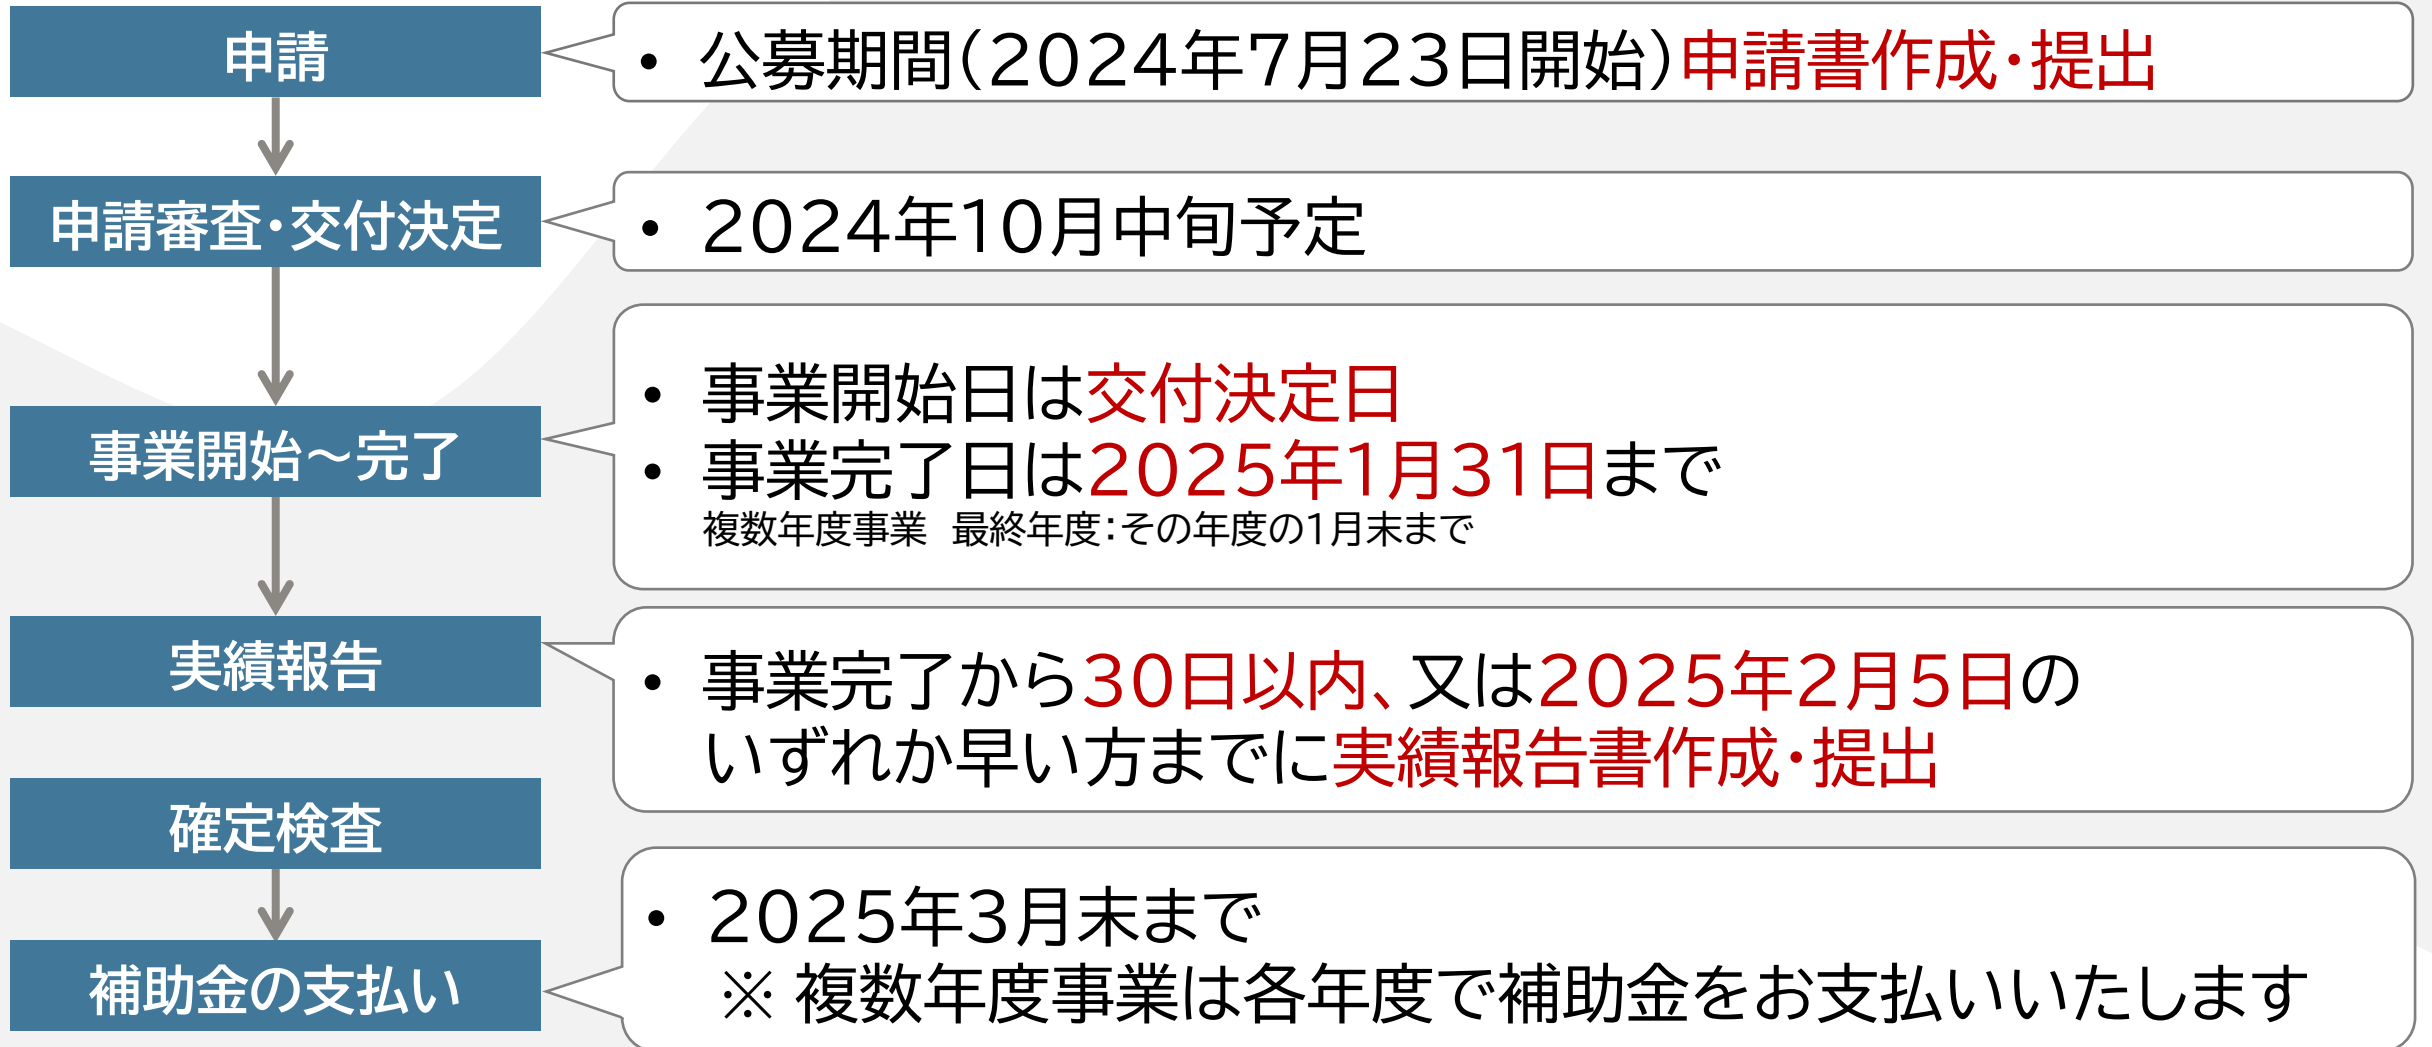 申請
• 公募期間（2024年7月23日開始）申請書作成・提出
申請審査・交付決定
• 2024年10月中旬予定
事業開始～完了
• 事業開始日は交付決定日
• 事業完了日は2025年1月31日まで
複数年度事業　最終年度：その年度の1月末まで
実績報告
• 事業完了から30日以内、又は2025年2月5日の
いずれか早い方までに実績報告書作成・提出
確定検査
補助金の支払い
• 2025年3月末まで
※ 複数年度事業は各年度で補助金をお支払いいたします